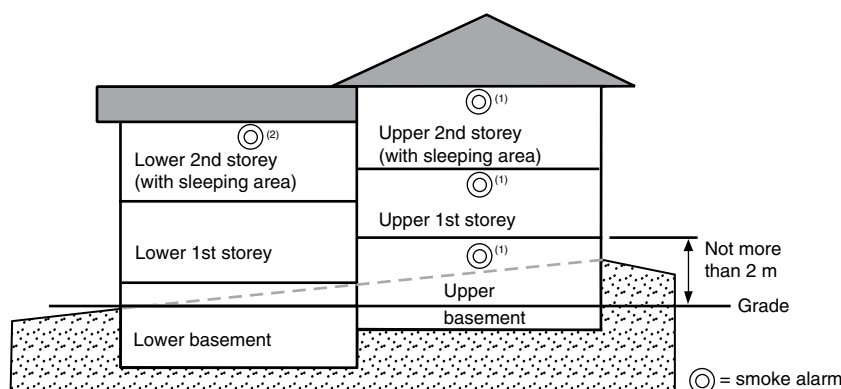 (1)
(2)
Upper 2nd storey
(with sleeping area)
Lower 2nd storey
(with sleeping area)
(1)
Upper 1st storey
Lower 1st storey
(1)
Not more
than 2 m
Upper
basement
Grade
Lower basement
= smoke alarm